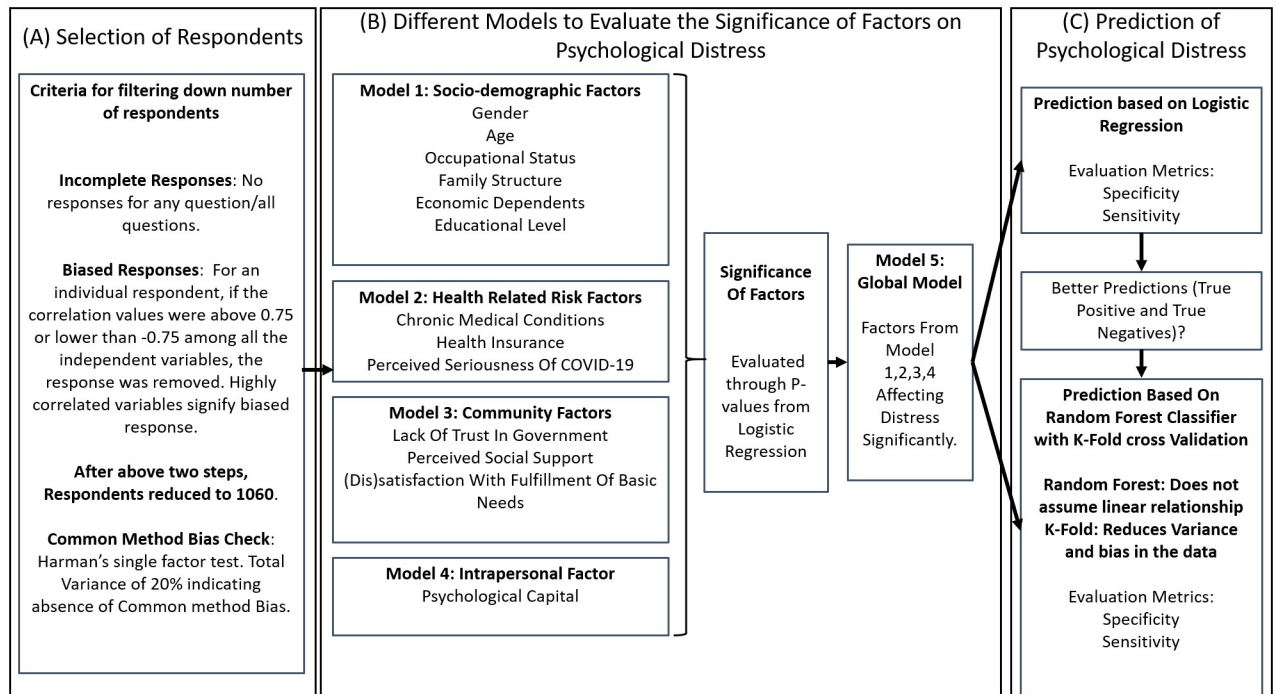 (A) Selection of Respondents
Criteria for filtering down number
of respondents
Incomplete Responses: No
responses for any question/all
questions.
Biased Responses: For an
individual respondent, if the
correlation values were above 0.75
or lower than -0.75 among all the
independent variables, the
response was removed. Highly
correlated variables signify biased
response.
After above two steps,
Respondents reduced to 1060.
Common Method Bias Check:
Harman's single factor test. Total
Variance of 20% indicating
absence of Common method Bias.
(B) Different Models to Evaluate the Significance of Factors on
Psychological Distress
Model 1: Socio-demographic Factors
Gender
Age
Occupational Status
Family Structure
Economic Dependents
Educational Level
Model 2: Health Related Risk Factors
Chronic Medical Conditions
Health Insurance
Perceived Seriousness Of COVID-19
Model 3: Community Factors
Lack Of Trust In Government
Perceived Social Support
(Dis)satisfaction With Fulfillment Of Basic
Needs
Model 4: Intrapersonal Factor
Psychological Capital
Significance
Of Factors
Evaluated
through P-
values from
Logistic
Regression
Model 5:
Global Model
Factors From
Model
1,2,3,4
Affecting
Distress
Significantly.
(C) Prediction of
Psychological Distress
Prediction based on Logistic
Regression
Evaluation Metrics:
Specificity
Sensitivity
Better Predictions (True
Positive and True
Negatives)?
Prediction Based On
Random Forest Classifier
with K-Fold cross Validation
Random Forest: Does not
assume linear relationship
K-Fold: Reduces Variance
and bias in the data
Evaluation Metrics:
Specificity
Sensitivity